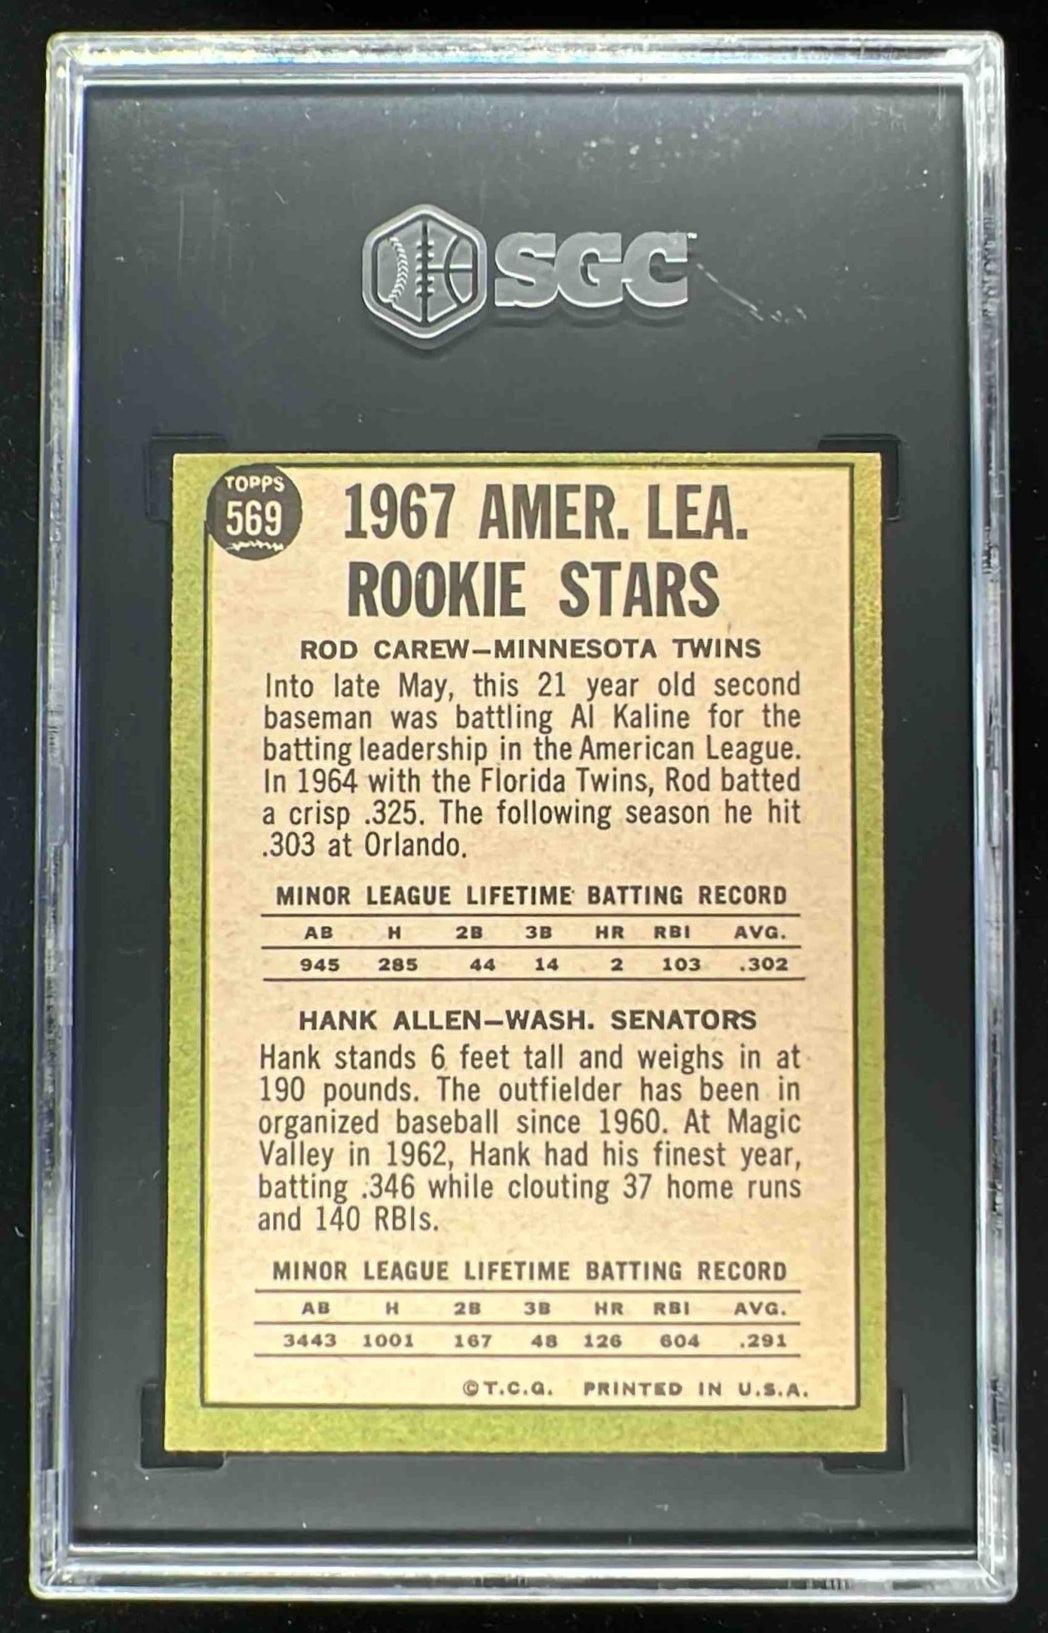 SGC™
TOPPS
569
1967 AMER. LEA.
ROOKIE STARS
ROD CAREW–MINNESOTA TWINS
Into late May, this 21 year old second
baseman was battling Al Kaline for the
batting leadership in the American League.
In 1964 with the Florida Twins, Rod batted
a crisp .325. The following season he hit
.303 at Orlando.
MINOR LEAGUE LIFETIME BATTING RECORD
AB H 2B 3B HR RBI AVG.
945 285 44 14 2 103 .302
HANK ALLEN–WASH. SENATORS
Hank stands 6 feet tall and weighs in at
190 pounds. The outfielder has been in
organized baseball since 1960. At Magic
Valley in 1962, Hank had his finest year,
batting .346 while clouting 37 home runs
and 140 RBIs.
MINOR LEAGUE LIFETIME BATTING RECORD
AB H 2B 3B HR RBI AVG.
3443 1001 167 48 126 604 .291
©T.C.G. PRINTED IN U.S.A.